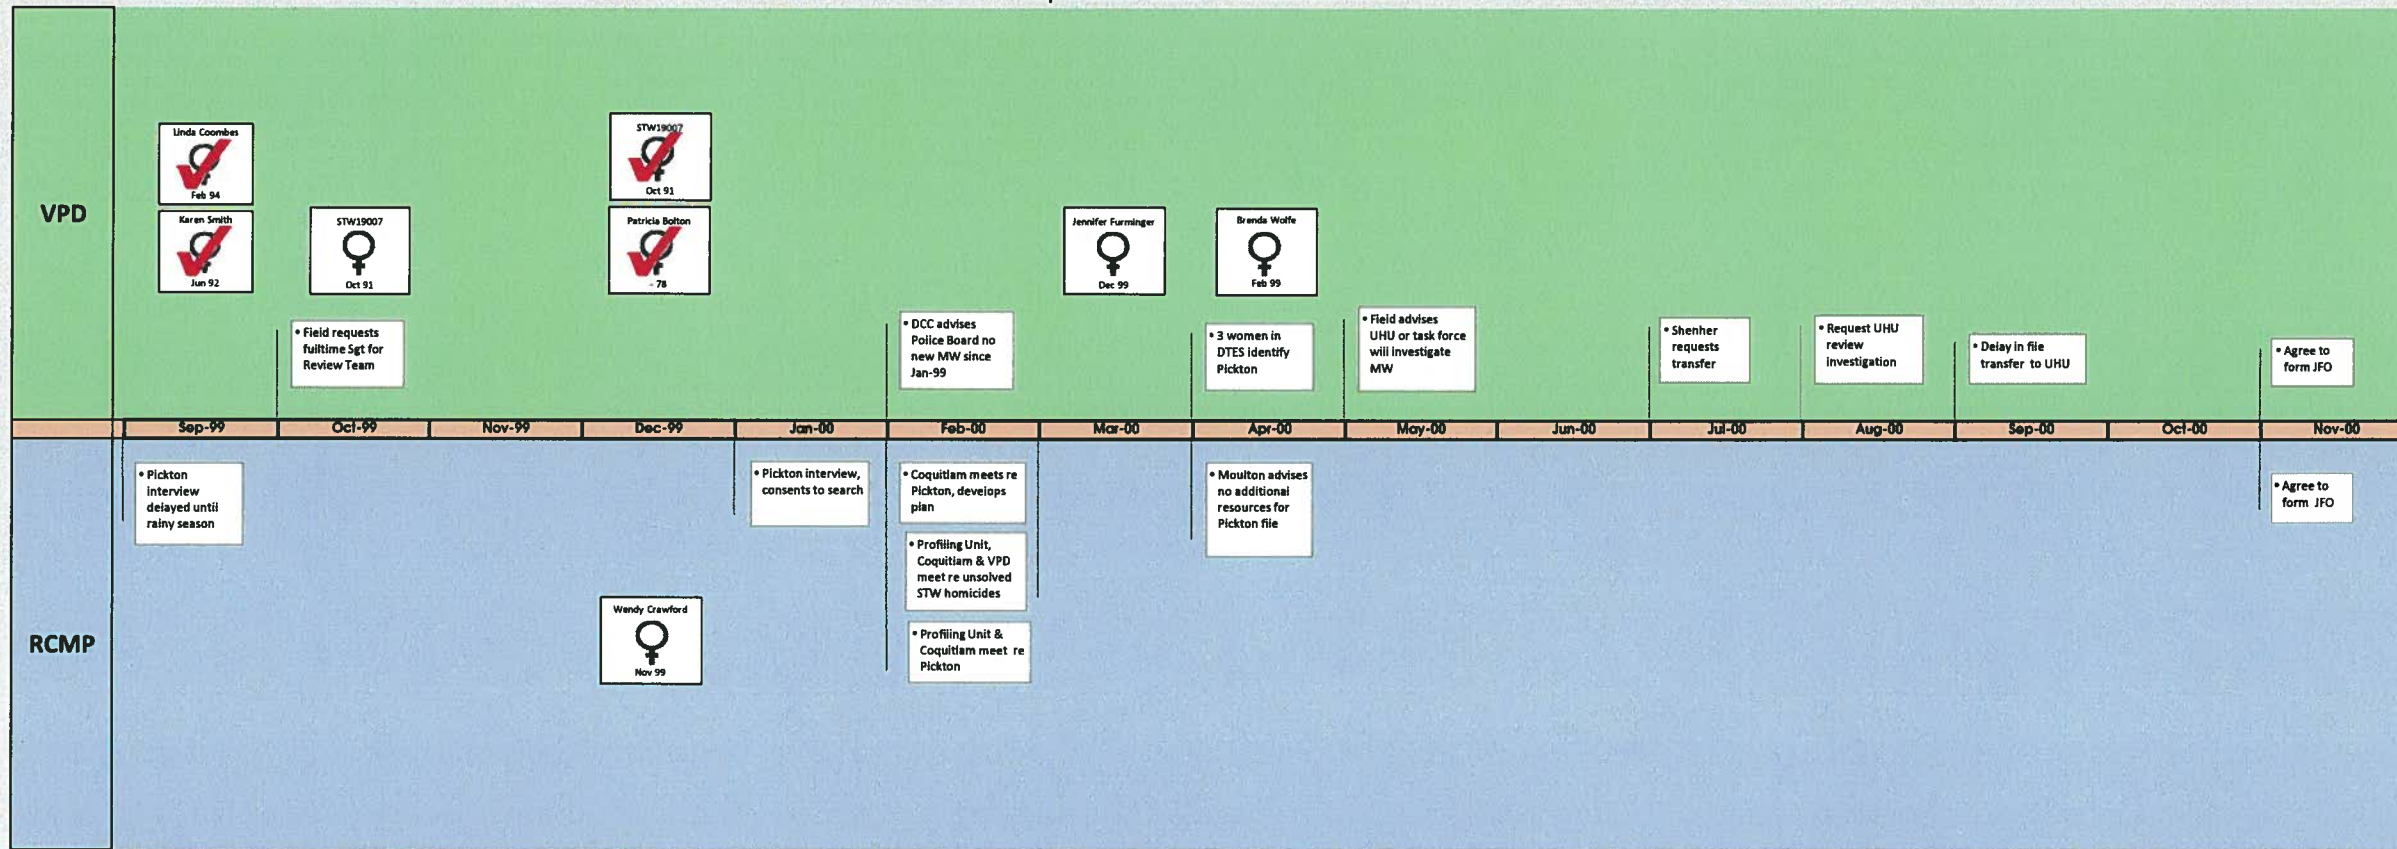 VPD
Linda Coombes
Feb 94
Karen Smith
Jun 92
STW19007
Oct 91
STW19007
Oct 91
Patricia Bolton
- 78
Jennifer Furminger
Dec 99
Brenda Wolfe
Feb 99
• Field requests
fulltime Sgt for
Review Team
• DCC advises
Police Board no
new MW since
Jan-99
• 3 women in
DTES identify
Pickton
• Field advises
UHU or task force
will investigate
MW
• Shenher
requests
transfer
• Request UHU
review
investigation
• Delay in file
transfer to UHU
• Agree to
form JFO
Sep-99 Oct-99 Nov-99 Dec-99 Jan-00 Feb-00 Mar-00 Apr-00 May-00 Jun-00 Jul-00 Aug-00 Sep-00 Oct-00 Nov-00
RCMP
• Pickton
interview
delayed until
rainy season
Wendy Crawford
Nov 99
• Pickton interview,
consents to search
• Coquitlam meets re
Pickton, develops
plan
• Profiling Unit,
Coquitlam & VPD
meet re unsolved
STW homicides
• Profiling Unit &
Coquitlam meet re
Pickton
• Moulton advises
no additional
resources for
Pickton file
• Agree to
form JFO